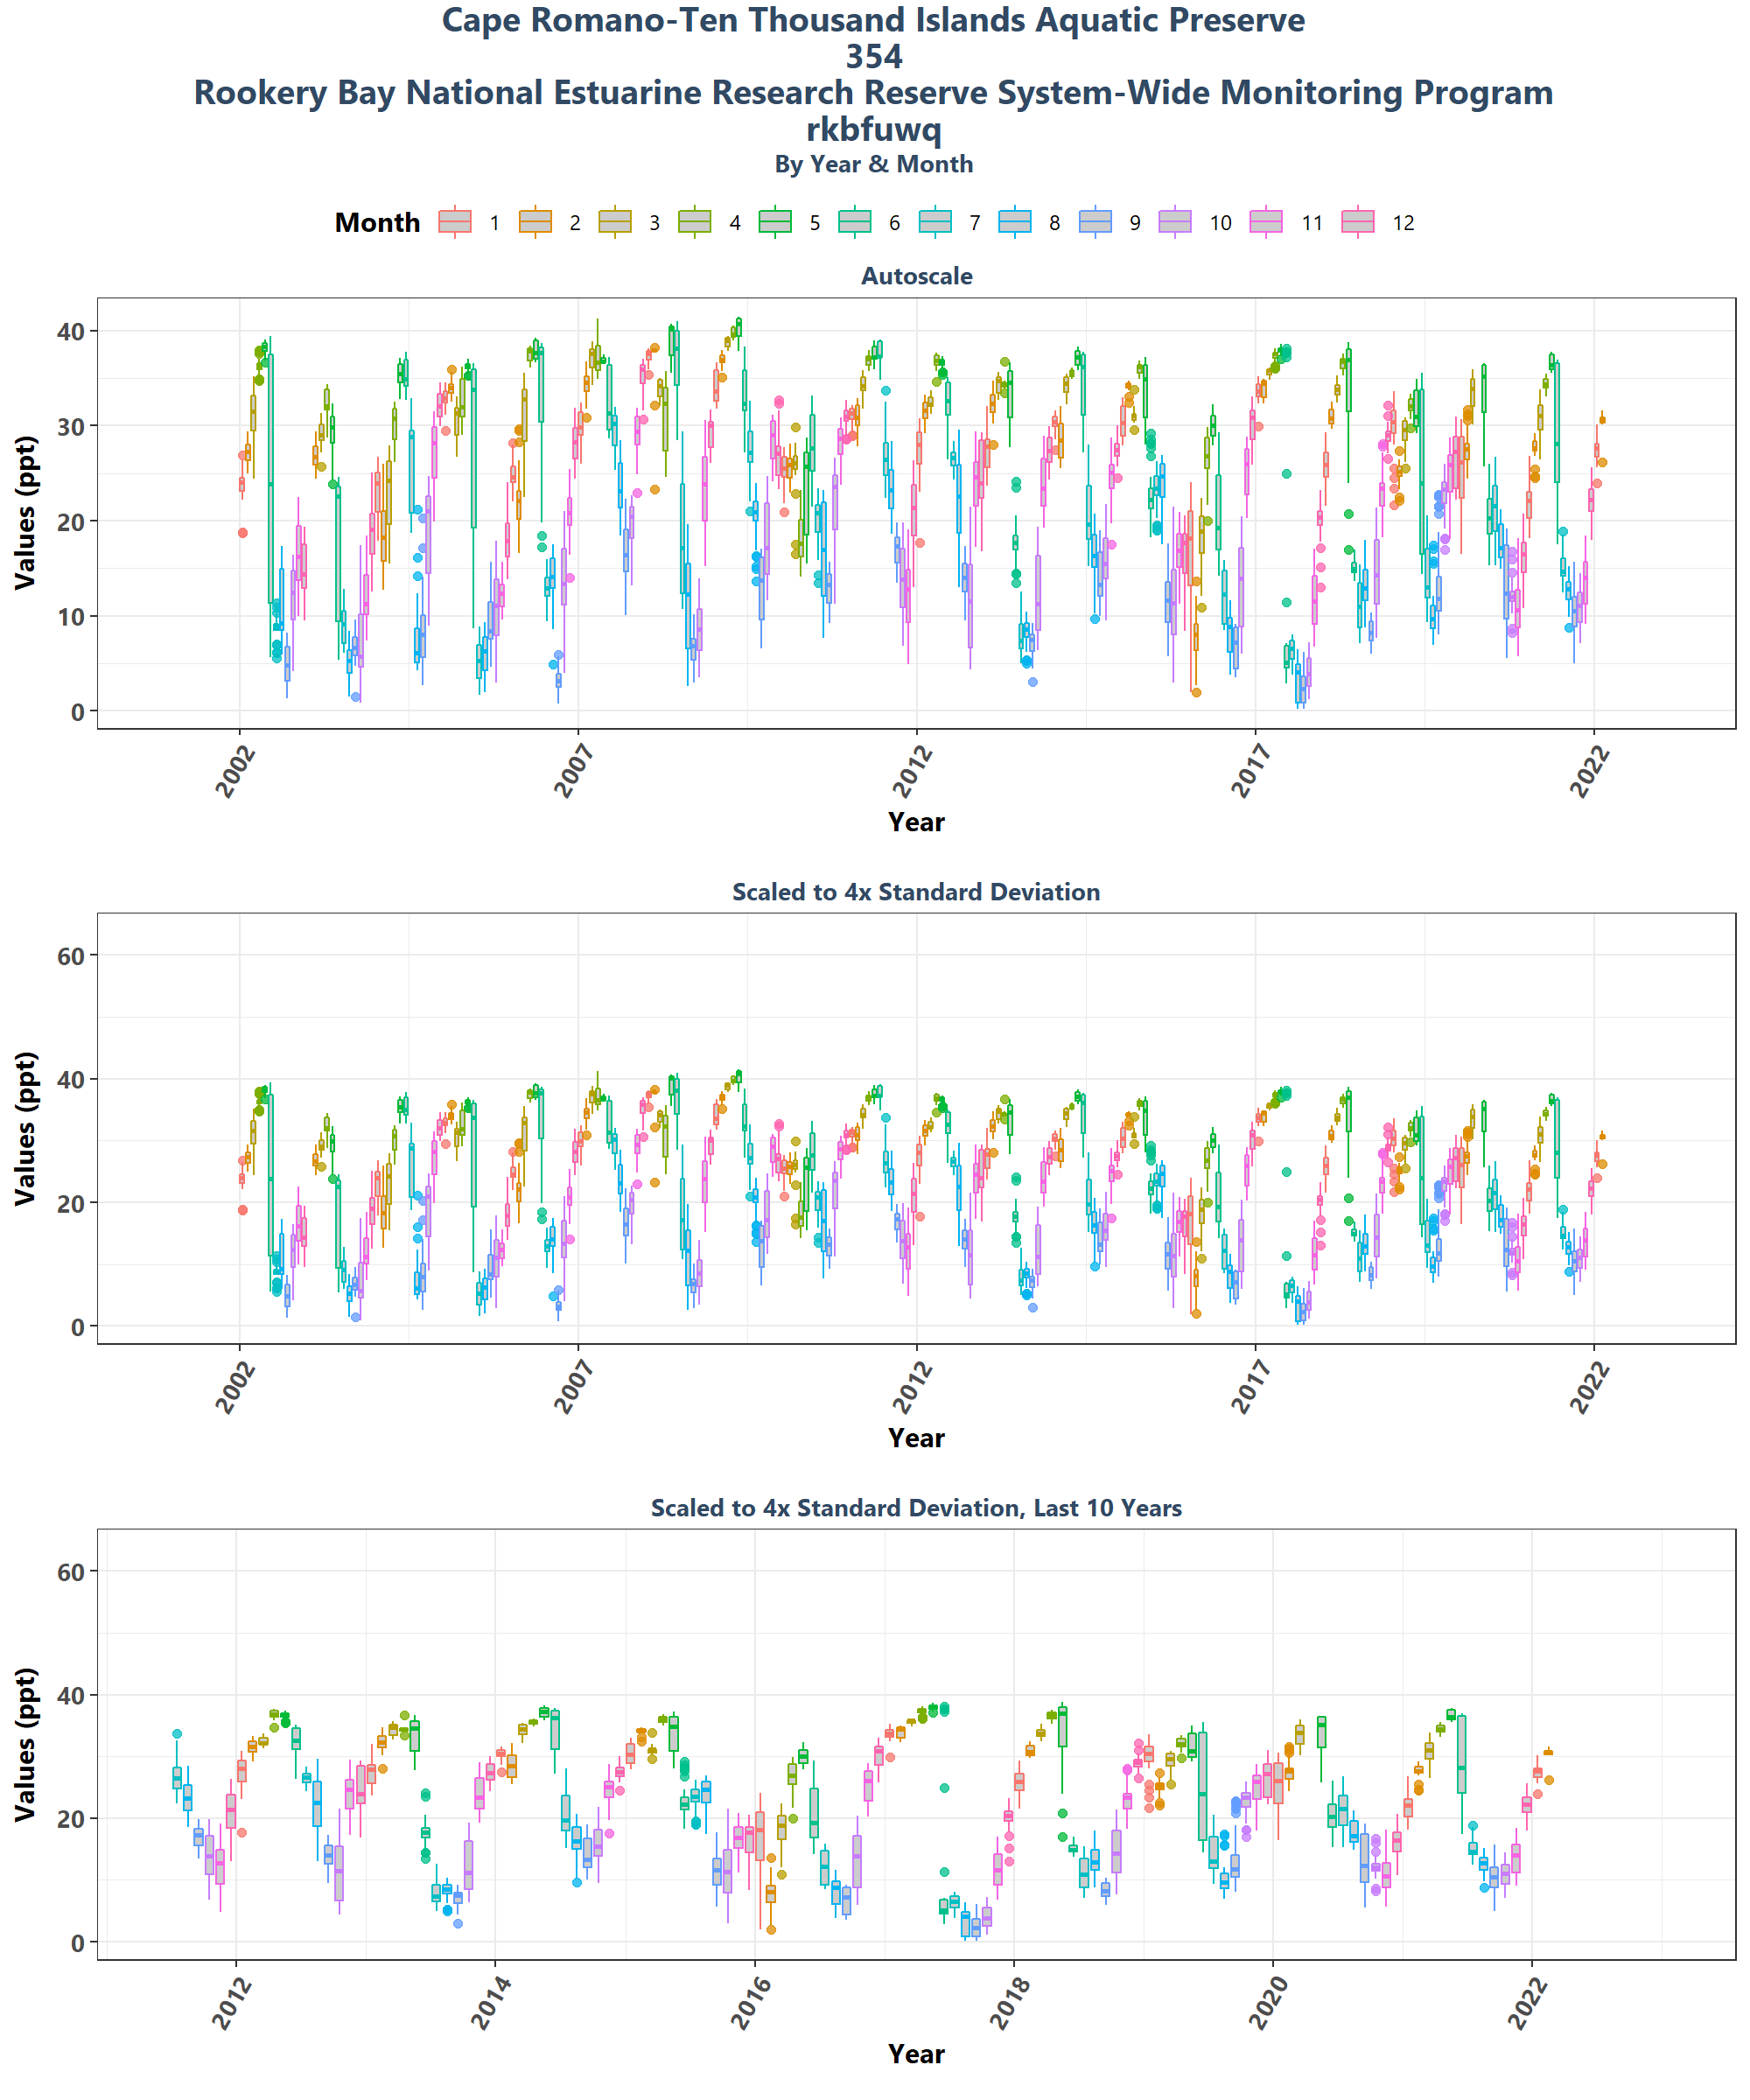 Cape Romano-Ten Thousand Islands Aquatic Preserve
354
Rookery Bay National Estuarine Research Reserve System-Wide Monitoring Program
rkbfuwq
By Year & Month
Month 1 2 3 4 5 6 7 8 9 10 11 12
Autoscale
Values (ppt)
40
30
20
10
0
2002 2007 2012 2017 2022
Year
Scaled to 4x Standard Deviation
Values (ppt)
60
40
20
0
2002 2007 2012 2017 2022
Year
Scaled to 4x Standard Deviation, Last 10 Years
Values (ppt)
60
40
20
0
2012 2014 2016 2018 2020 2022
Year